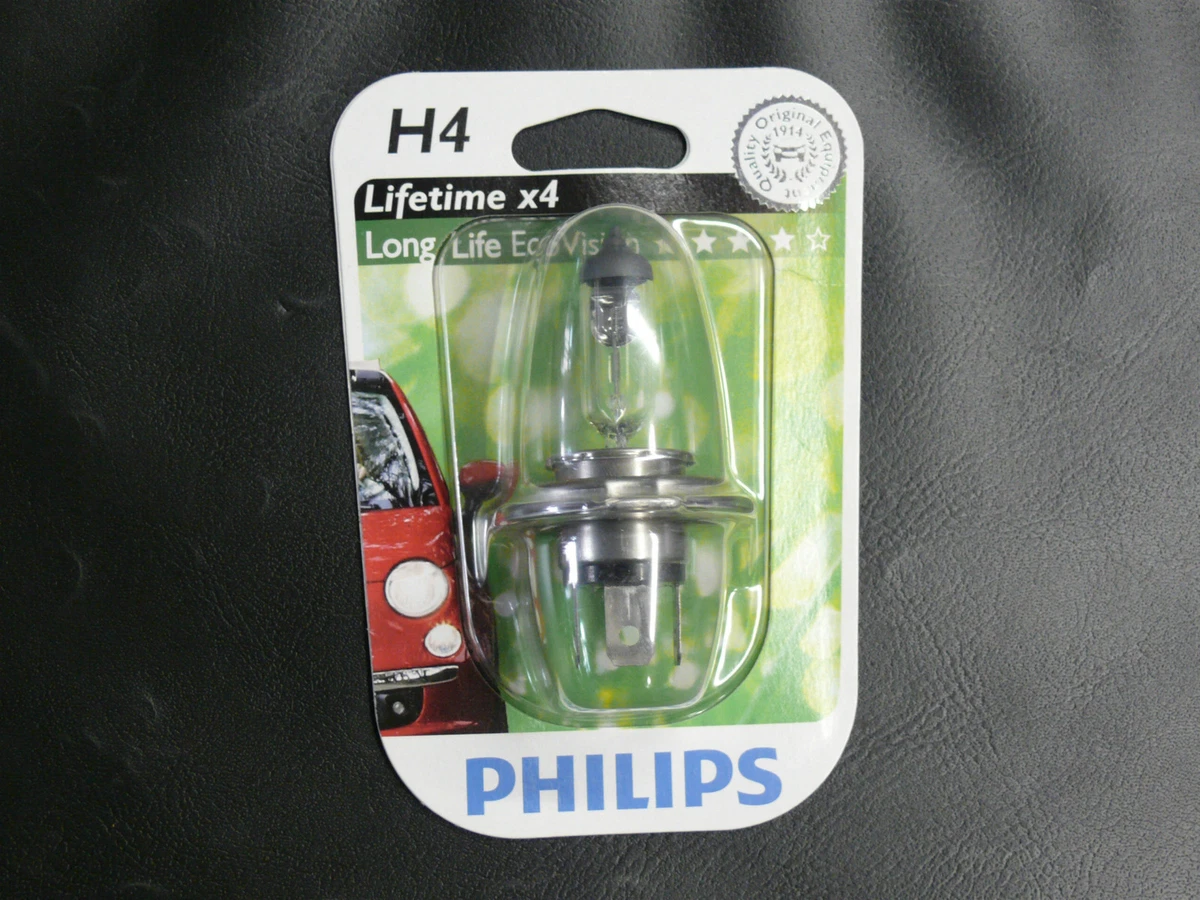 H4
Quality Original Equipment
1914
Lifetime x4
Long Life EcoVision
PHILIPS